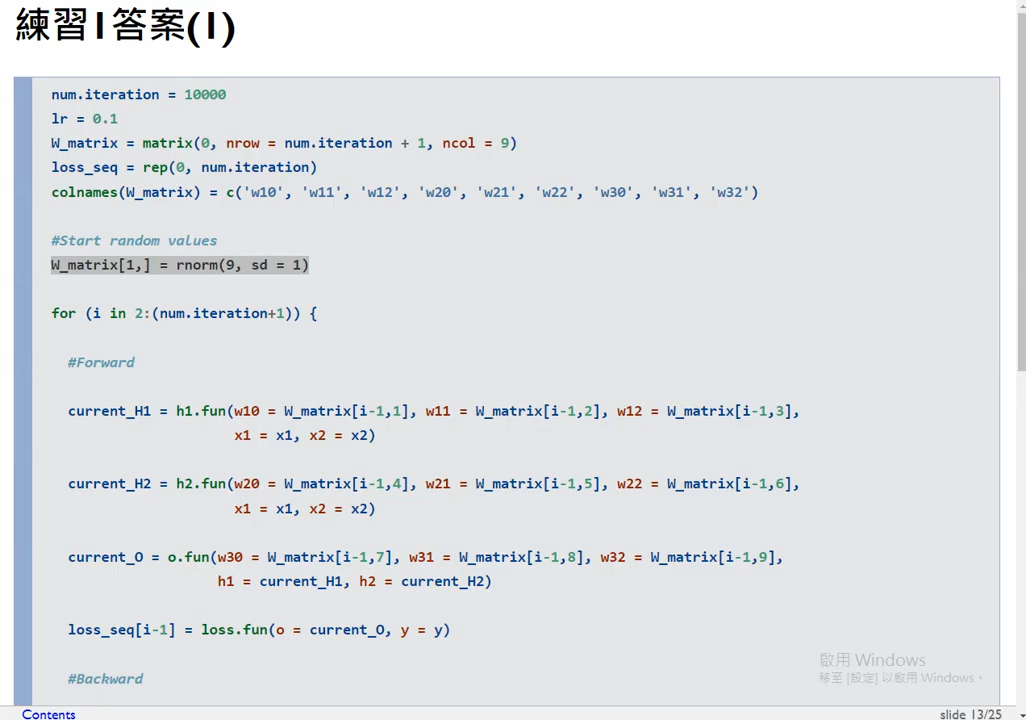 練習1答案(1)
num.iteration = 10000
lr = 0.1
W_matrix = matrix(0, nrow = num.iteration + 1, ncol = 9)
loss_seq = rep(0, num.iteration)
colnames(W_matrix) = c('w10', 'w11', 'w12', 'w20', 'w21', 'w22', 'w30', 'w31', 'w32')
#Start random values
W_matrix[1,] = rnorm(9, sd = 1)
for (i in 2:(num.iteration+1)) {
#Forward
current_H1 = h1.fun(w10 = W_matrix[i-1,1], w11 = W_matrix[i-1,2], w12 = W_matrix[i-1,3],
x1 = x1, x2 = x2)
current_H2 = h2.fun(w20 = W_matrix[i-1,4], w21 = W_matrix[i-1,5], w22 = W_matrix[i-1,6],
x1 = x1, x2 = x2)
current_O = o.fun(w30 = W_matrix[i-1,7], w31 = W_matrix[i-1,8], w32 = W_matrix[i-1,9],
h1 = current_H1, h2 = current_H2)
loss_seq[i-1] = loss.fun(o = current_O, y = y)
#Backward
啟用 Windows
移至 [設定] 以啟用 Windows。
Contents
slide 13/25